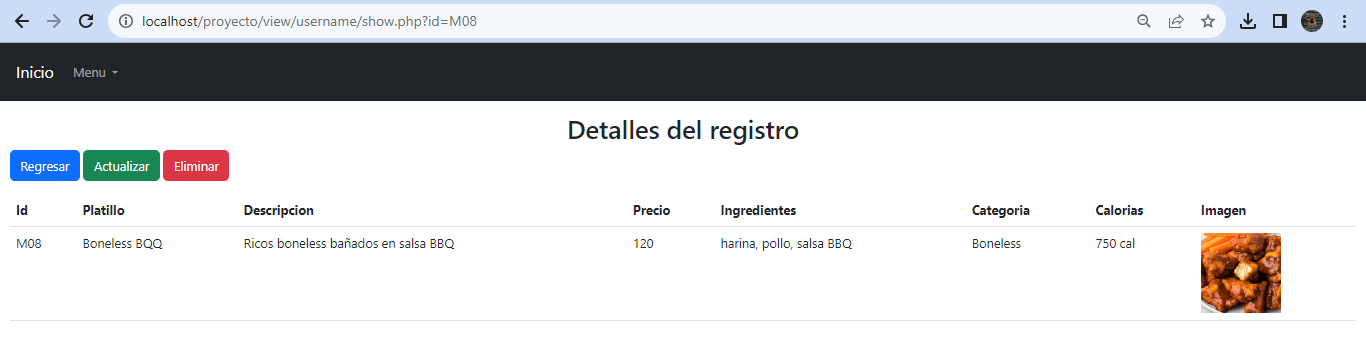 localhost/proyecto/view/username/show.php?id=M08
Inicio Menu
Detalles del registro
Regresar Actualizar Eliminar
Id Platillo Descripcion Precio Ingredientes Categoria Calorias Imagen
M08 Boneless BQQ Ricos boneless bañados en salsa BBQ 120 harina, pollo, salsa BBQ Boneless 750 cal